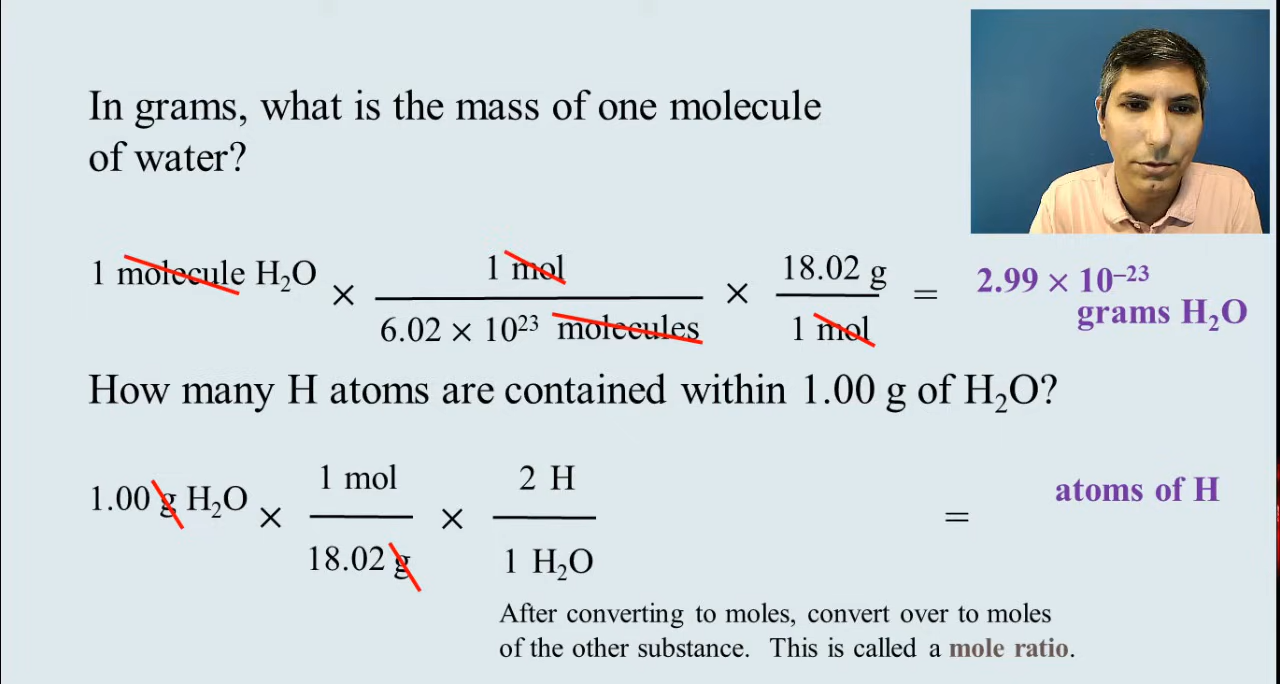 In grams, what is the mass of one molecule
of water?
1 molecule H₂O × 1 mol / 6.02 × 10²³ molecules × 18.02 g / 1 mol = 2.99 × 10⁻²³
grams H₂O
How many H atoms are contained within 1.00 g of H₂O?
1.00 g H₂O × 1 mol / 18.02 g × 2 H / 1 H₂O = atoms of H
After converting to moles, convert over to moles
of the other substance. This is called a mole ratio.